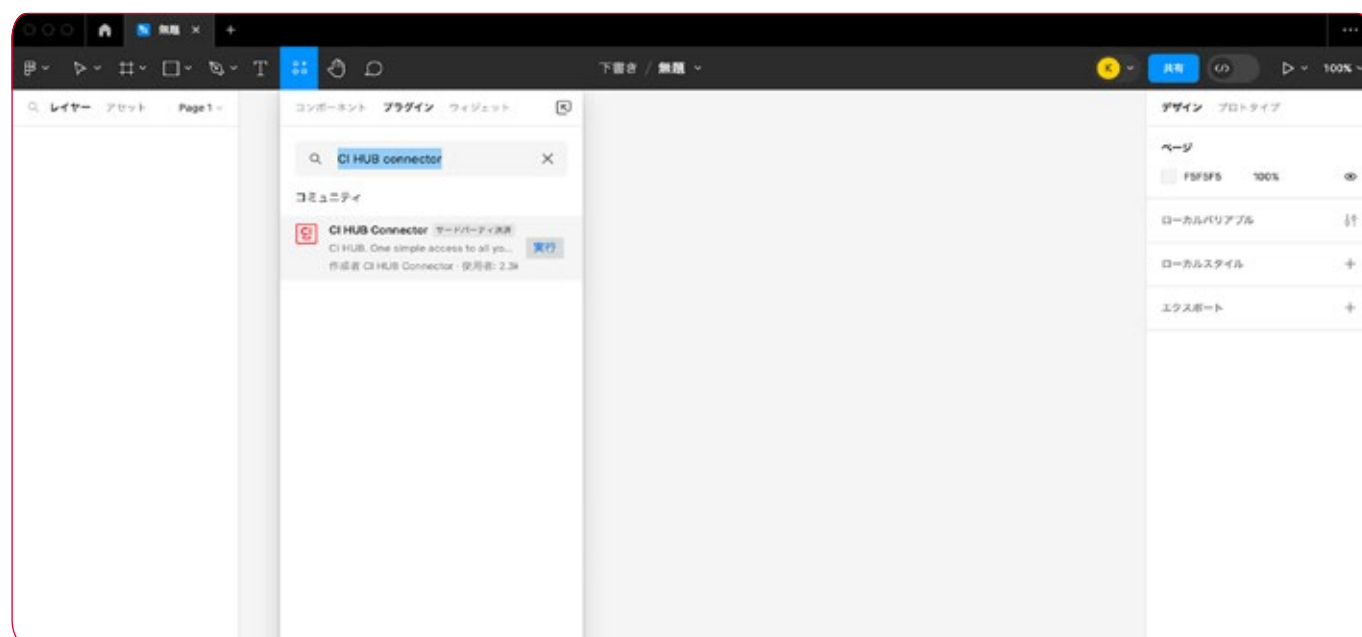 無題
下書き / 無題
K
共有
100%
レイヤー アセット Page 1
コンポーネント プラグイン ウィジェット
CI HUB connector
コミュニティ
CI HUB Connector サードパーティ決済
CI HUB. One simple access to all yo...
実行
作成者 CI HUB Connector · 使用者: 2.3k
デザイン プロトタイプ
ページ
F5F5F5 100%
ローカルバリアブル
ローカルスタイル
エクスポート